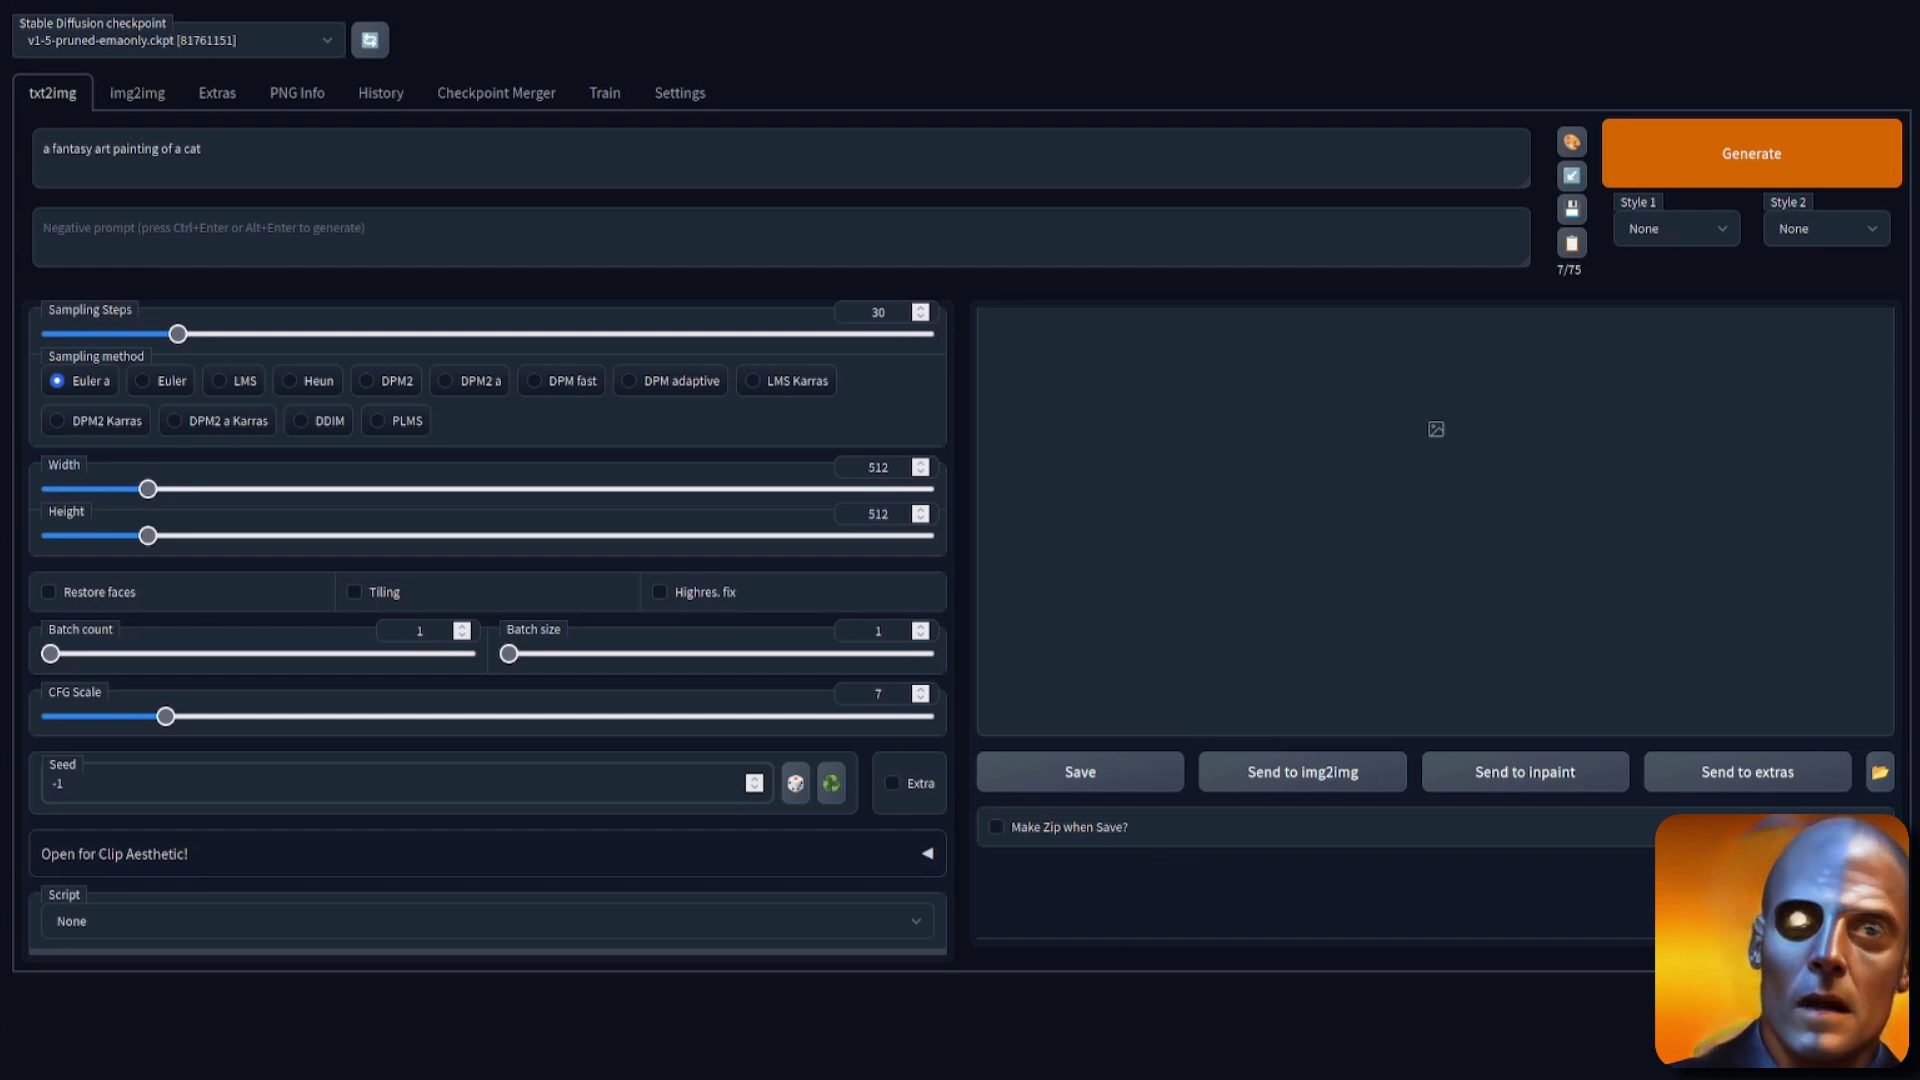 Stable Diffusion checkpoint
v1-5-pruned-emaonly.ckpt [81761151]
txt2img img2img Extras PNG Info History Checkpoint Merger Train Settings
a fantasy art painting of a cat
Generate
Negative prompt (press Ctrl+Enter or Alt+Enter to generate)
Style 1 Style 2
None None
7/75
Sampling Steps 30
Sampling method
Euler a Euler LMS Heun DPM2 DPM2 a DPM fast DPM adaptive LMS Karras
DPM2 Karras DPM2 a Karras DDIM PLMS
Width 512
Height 512
Restore faces Tiling Highres. fix
Batch count 1 Batch size 1
CFG Scale 7
Seed
-1 Extra
Save Send to img2img Send to inpaint Send to extras
Make Zip when Save?
Open for Clip Aesthetic!
Script
None